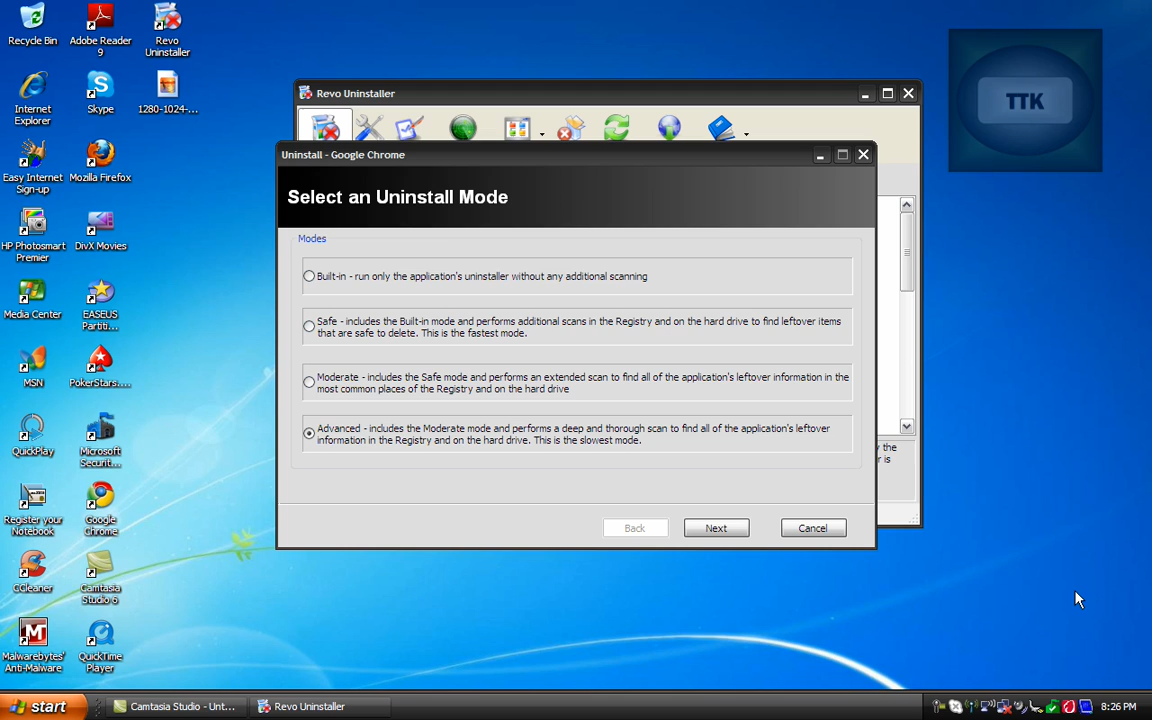 Recycle Bin
Adobe Reader
9
Revo
Uninstaller
Internet
Explorer
Skype
1280-1024-...
Easy Internet
Sign-up
Mozilla Firefox
HP Photosmart
Premier
DivX Movies
Media Center
EASEUS
Partiti...
MSN
PokerStars....
QuickPlay
Microsoft
Securit...
Register your
Notebook
Google
Chrome
CCleaner
Camtasia
Studio 6
Malwarebytes'
Anti-Malware
QuickTime
Player
TTK
Revo Uninstaller
Uninstall - Google Chrome
Select an Uninstall Mode
Modes
Built-in - run only the application's uninstaller without any additional scanning
Safe - includes the Built-in mode and performs additional scans in the Registry and on the hard drive to find leftover items
that are safe to delete. This is the fastest mode.
Moderate - includes the Safe mode and performs an extended scan to find all of the application's leftover information in the
most common places of the Registry and on the hard drive
Advanced - includes the Moderate mode and performs a deep and thorough scan to find all of the application's leftover
information in the Registry and on the hard drive. This is the slowest mode.
y the
r is
Back
Next
Cancel
start
Camtasia Studio - Unt...
Revo Uninstaller
8:26 PM